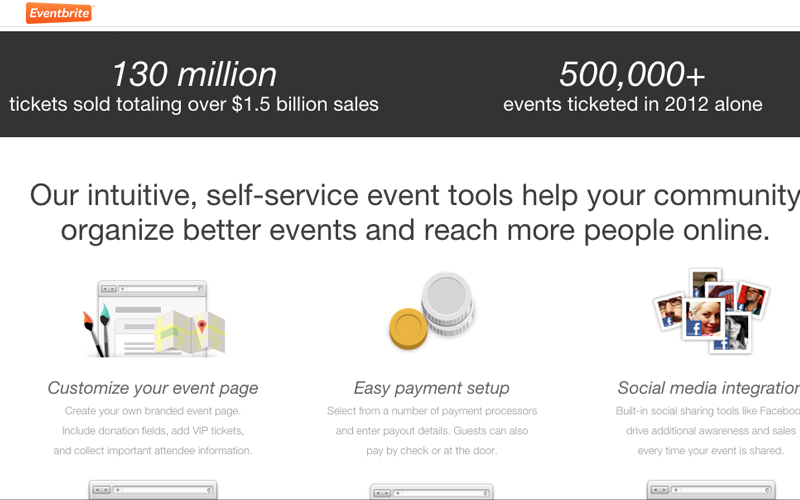 Eventbrite
130 million
tickets sold totaling over $1.5 billion sales
500,000+
events ticketed in 2012 alone
Our intuitive, self-service event tools help your community
organize better events and reach more people online.
Customize your event page
Create your own branded event page.
Include donation fields, add VIP tickets,
and collect important attendee information.
Easy payment setup
Select from a number of payment processors
and enter payout details. Guests can also
pay by check or at the door.
Social media integration
Built-in social sharing tools like Faceboo
drive additional awareness and sales
every time your event is shared.